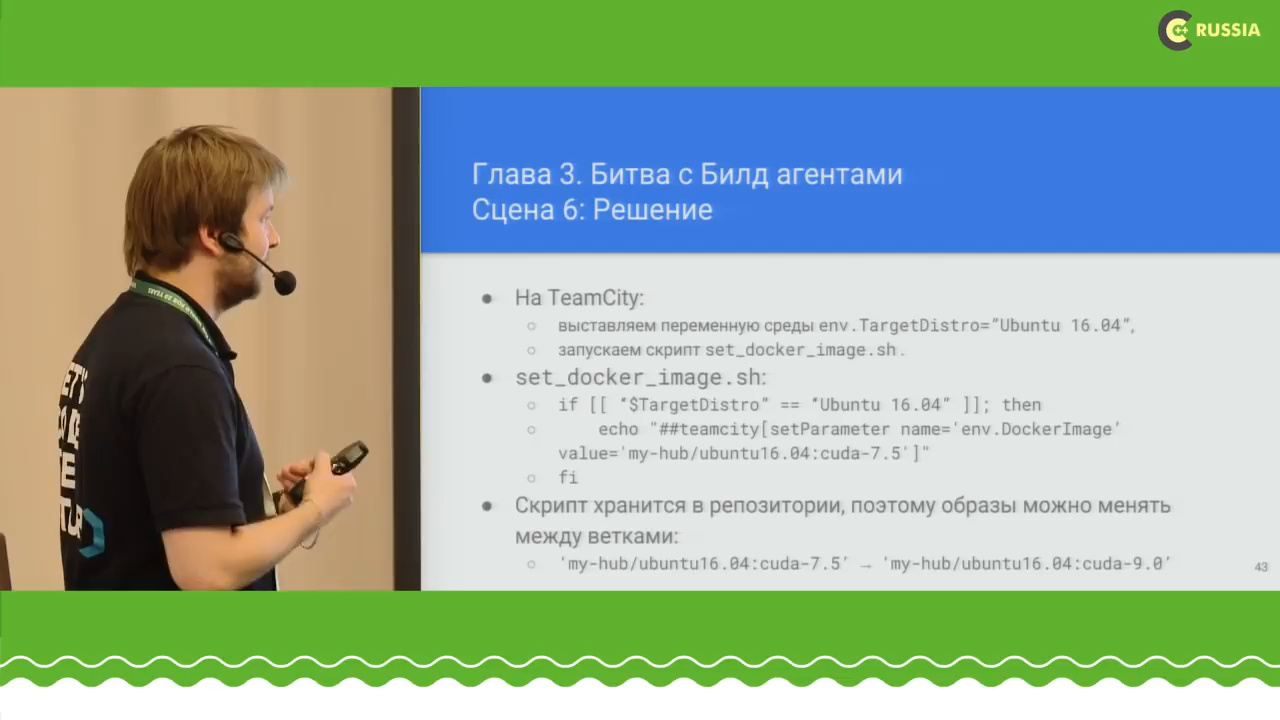 C++ RUSSIA
Глава 3. Битва с Билд агентами
Сцена 6: Решение
● На TeamCity:
○ выставляем переменную среды env.TargetDistro=“Ubuntu 16.04”,
○ запускаем скрипт set_docker_image.sh.
● set_docker_image.sh:
○ if [[ “$TargetDistro” == “Ubuntu 16.04” ]]; then
○ echo "##teamcity[setParameter name='env.DockerImage’
value='my-hub/ubuntu16.04:cuda-7.5’]"
○ fi
● Скрипт хранится в репозитории, поэтому образы можно менять
между ветками:
○ ‘my-hub/ubuntu16.04:cuda-7.5’ → ‘my-hub/ubuntu16.04:cuda-9.0’
43